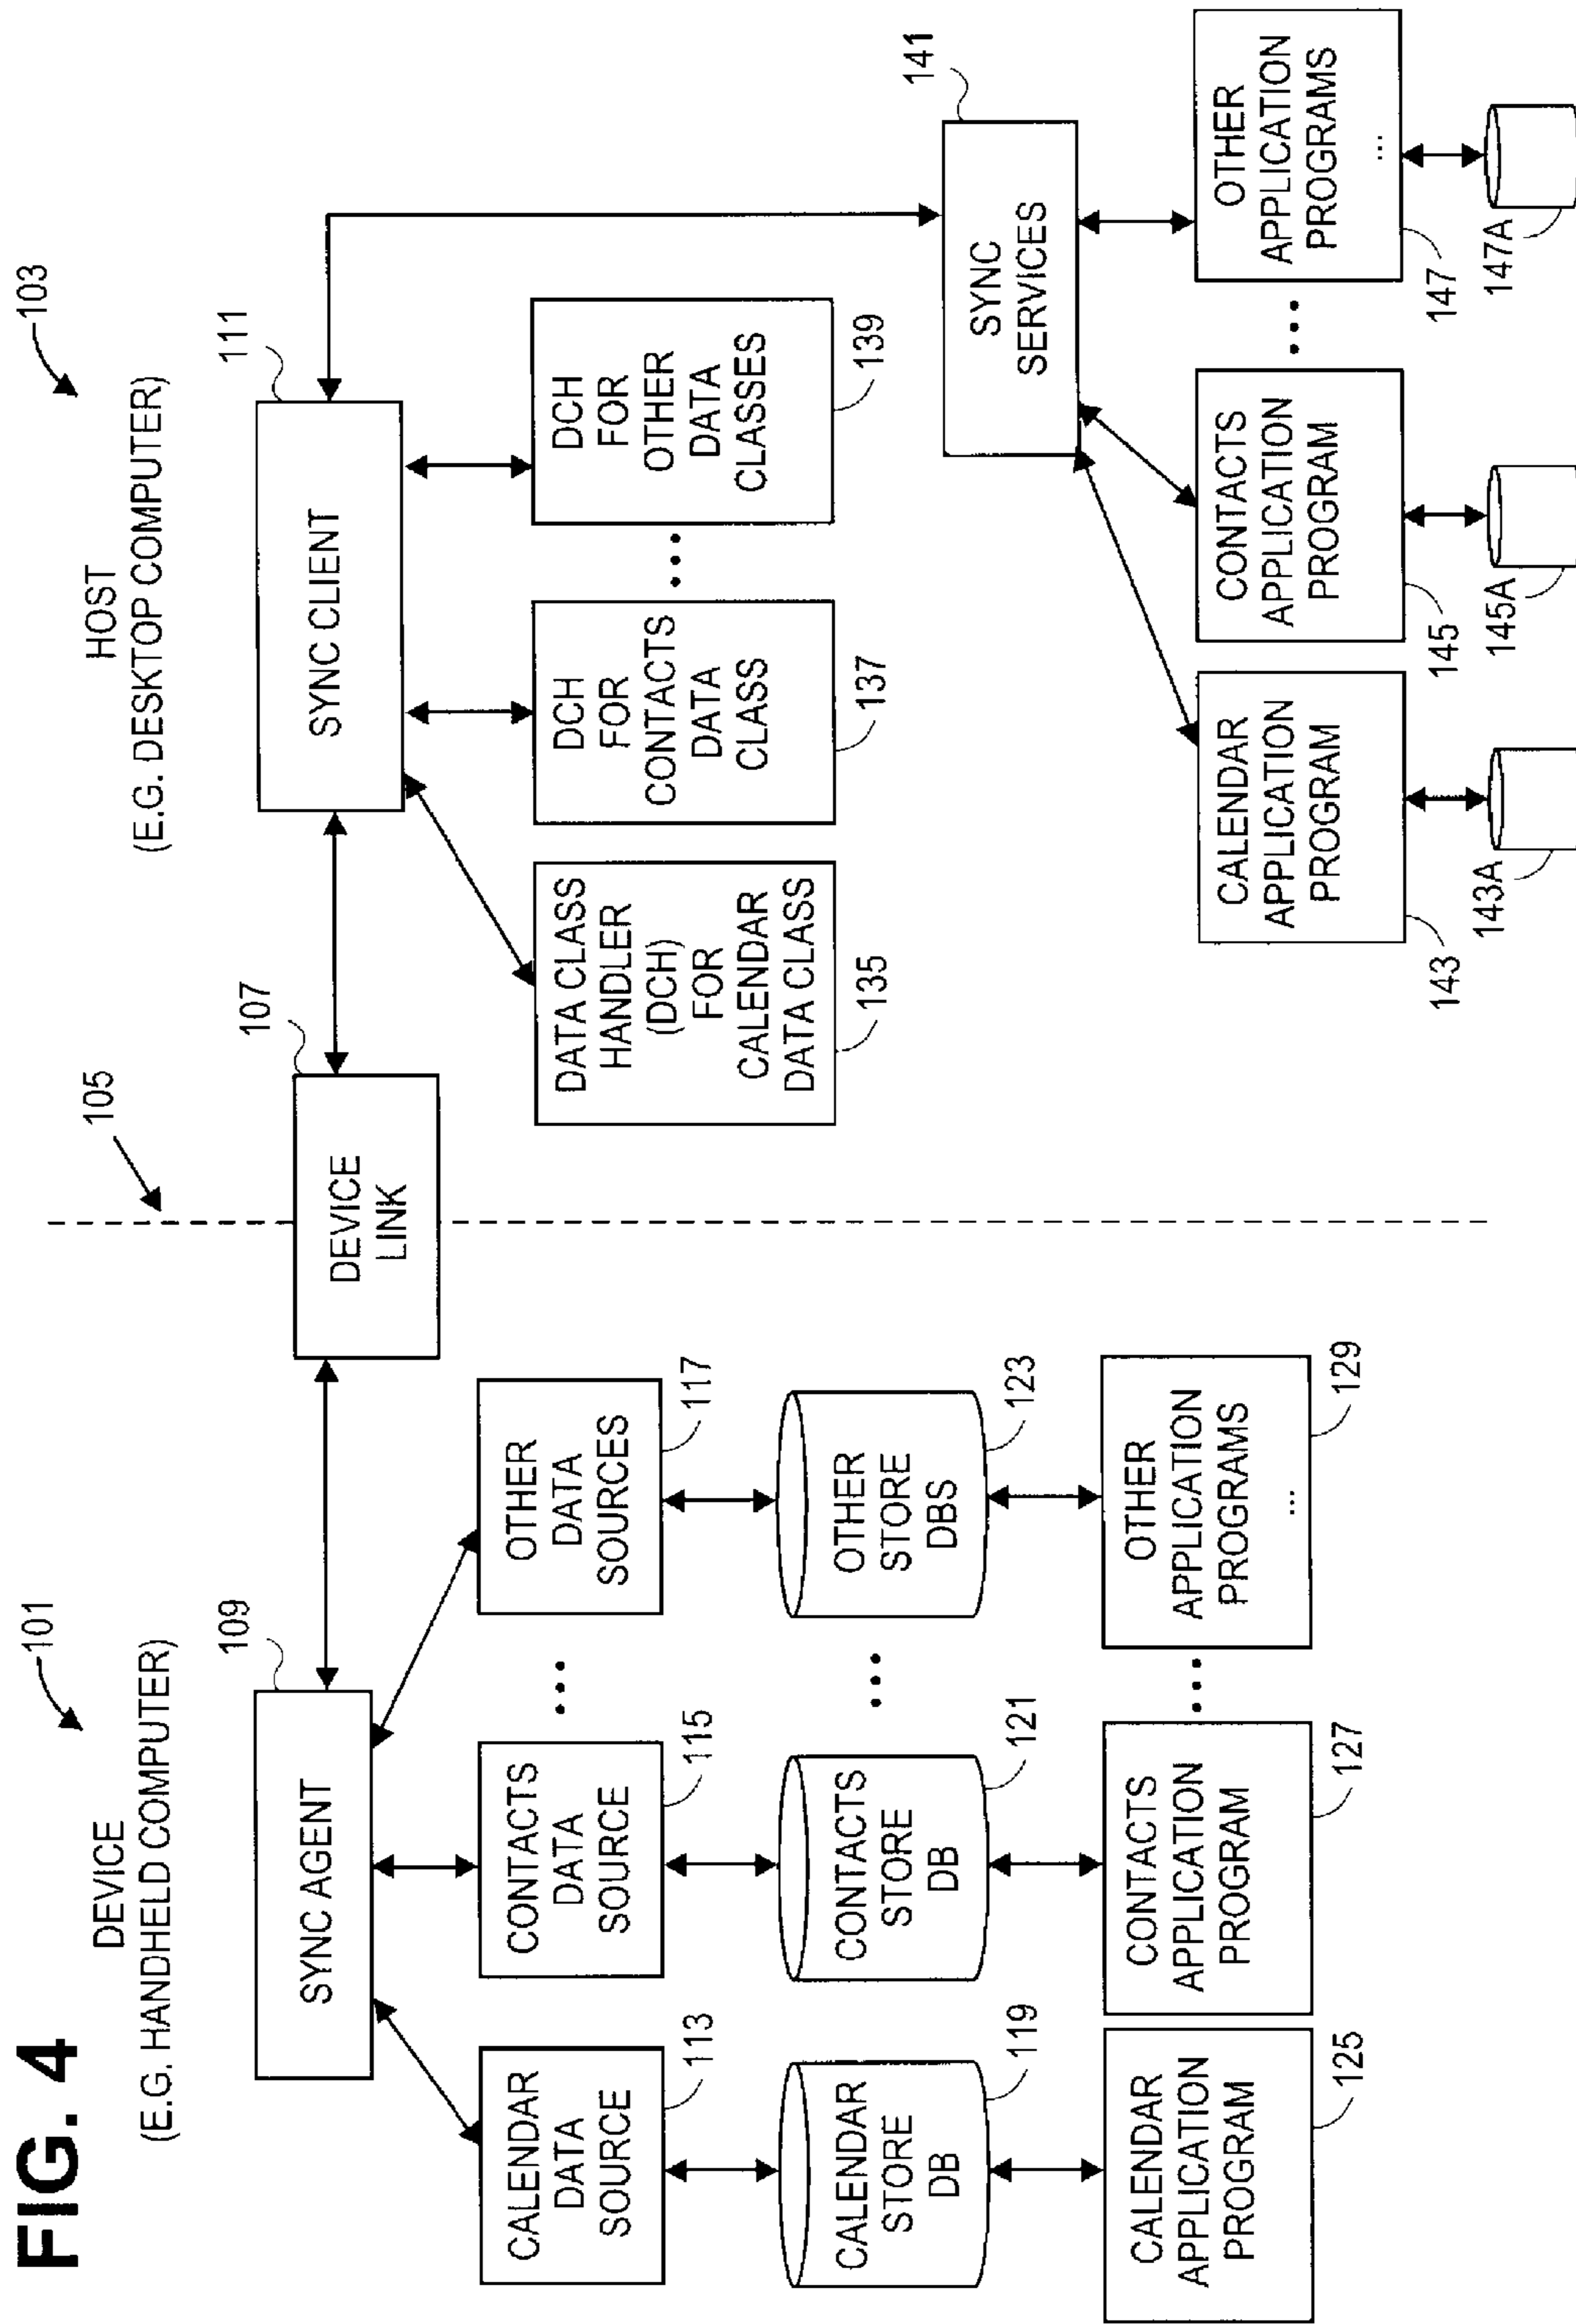 FIG. 4
DEVICE
(E.G. HANDHELD COMPUTER)
101
105
HOST
(E.G. DESKTOP COMPUTER)
103
109
SYNC AGENT
107
DEVICE
LINK
111
SYNC CLIENT
CALENDAR
DATA
SOURCE
113
CONTACTS
DATA
SOURCE
115
...
OTHER
DATA
SOURCES
117
DATA CLASS
HANDLER
(DCH)
FOR
CALENDAR
DATA CLASS
135
DCH
FOR
CONTACTS
DATA
CLASS
137
...
DCH
FOR
OTHER
DATA
CLASSES
139
CALENDAR
STORE
DB
119
CONTACTS
STORE
DB
121
...
OTHER
STORE
DBS
123
SYNC
SERVICES
141
CALENDAR
APPLICATION
PROGRAM
125
CONTACTS
APPLICATION
PROGRAM
127
...
OTHER
APPLICATION
PROGRAMS
...
129
CALENDAR
APPLICATION
PROGRAM
143
CONTACTS
APPLICATION
PROGRAM
145
...
OTHER
APPLICATION
PROGRAMS
...
147
143A
145A
147A